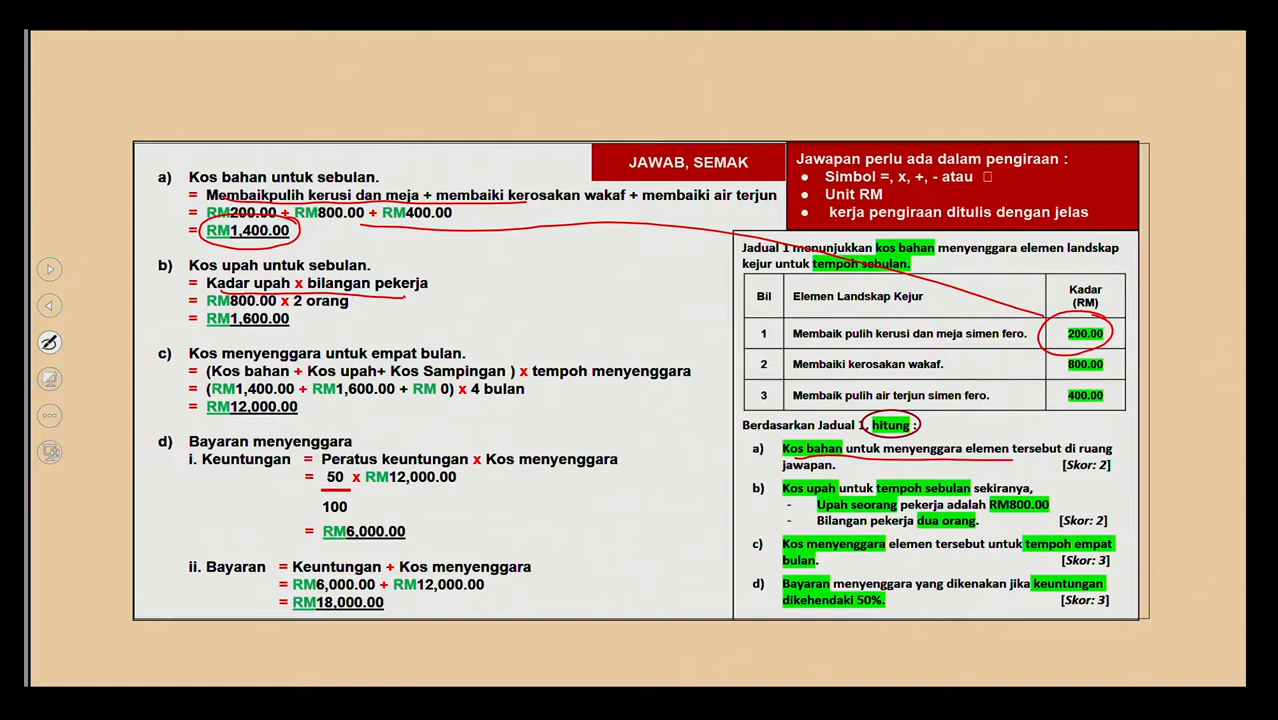 JAWAB, SEMAK
a) Kos bahan untuk sebulan.
= Membaikpulih kerusi dan meja + membaiki kerosakan wakaf + membaiki air terjun
= RM200.00 + RM800.00 + RM400.00
= RM1,400.00
b) Kos upah untuk sebulan.
= Kadar upah x bilangan pekerja
= RM800.00 x 2 orang
= RM1,600.00
c) Kos menyenggara untuk empat bulan.
= (Kos bahan + Kos upah+ Kos Sampingan ) x tempoh menyenggara
= (RM1,400.00 + RM1,600.00 + RM 0) x 4 bulan
= RM12,000.00
d) Bayaran menyenggara
i. Keuntungan = Peratus keuntungan x Kos menyenggara
= 50 x RM12,000.00
100
= RM6,000.00
ii. Bayaran = Keuntungan + Kos menyenggara
= RM6,000.00 + RM12,000.00
= RM18,000.00
Jawapan perlu ada dalam pengiraan :
● Simbol =, x, +, - atau □
● Unit RM
● kerja pengiraan ditulis dengan jelas
Jadual 1 menunjukkan kos bahan menyenggara elemen landskap
kejur untuk tempoh sebulan.
Bil Elemen Landskap Kejur Kadar
(RM)
1 Membaik pulih kerusi dan meja simen fero. 200.00
2 Membaiki kerosakan wakaf. 800.00
3 Membaik pulih air terjun simen fero. 400.00
Berdasarkan Jadual 1, hitung :
a) Kos bahan untuk menyenggara elemen tersebut di ruang
jawapan. [Skor: 2]
b) Kos upah untuk tempoh sebulan sekiranya,
- Upah seorang pekerja adalah RM800.00
- Bilangan pekerja dua orang. [Skor: 2]
c) Kos menyenggara elemen tersebut untuk tempoh empat
bulan. [Skor: 3]
d) Bayaran menyenggara yang dikenakan jika keuntungan
dikehendaki 50%. [Skor: 3]